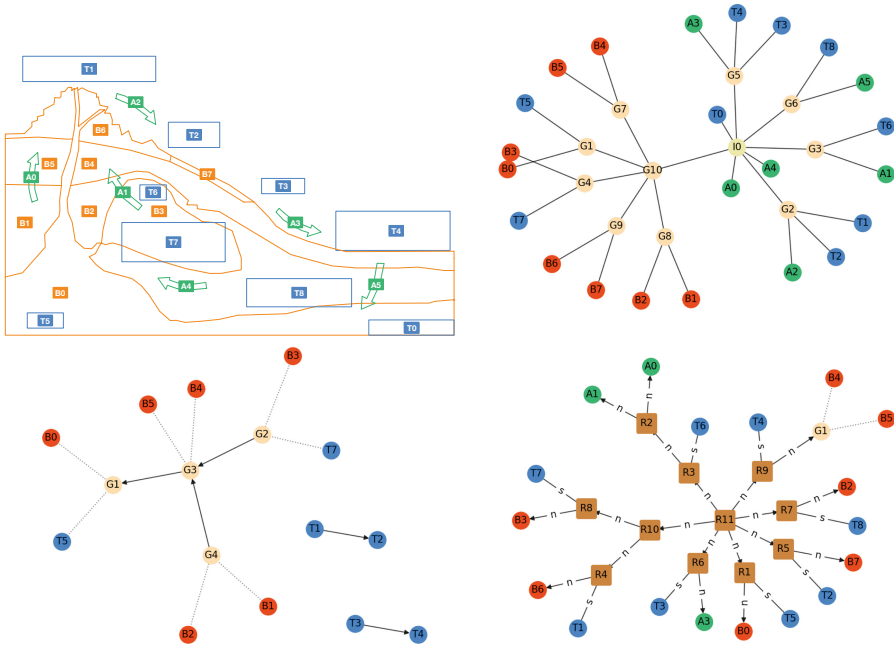 T1
A2
B6
T2
B5
B4
A0
B7
T6
A1
T3
B2
B3
B1
A3
T4
T7
A4
A5
B0
T8
T5
T0
T4
A3
T3
B4
T8
B5
G5
A5
G6
T5
G7
T0
T6
G1
I0
G3
B3
B0
G10
A4
A1
G4
A0
T7
G2
T1
G9
G8
T2
B6
A2
B7
B2
B1
B3
B4
B5
B0
G2
T7
G3
G1
T1
T5
T2
G4
B1
T3
B2
T4
A0
B4
A1
n
n
B5
R2
T6
T4
G1
n
s
s
n
T7
R3
R9
s
n
n
B2
n
R8
R7
n
B3
n
R11
n
s
T8
R10
n
n
n
n
R5
n
B7
R6
R4
R1
n
s
B6
s
n
n
s
s
T2
T3
T5
T1
A3
B0